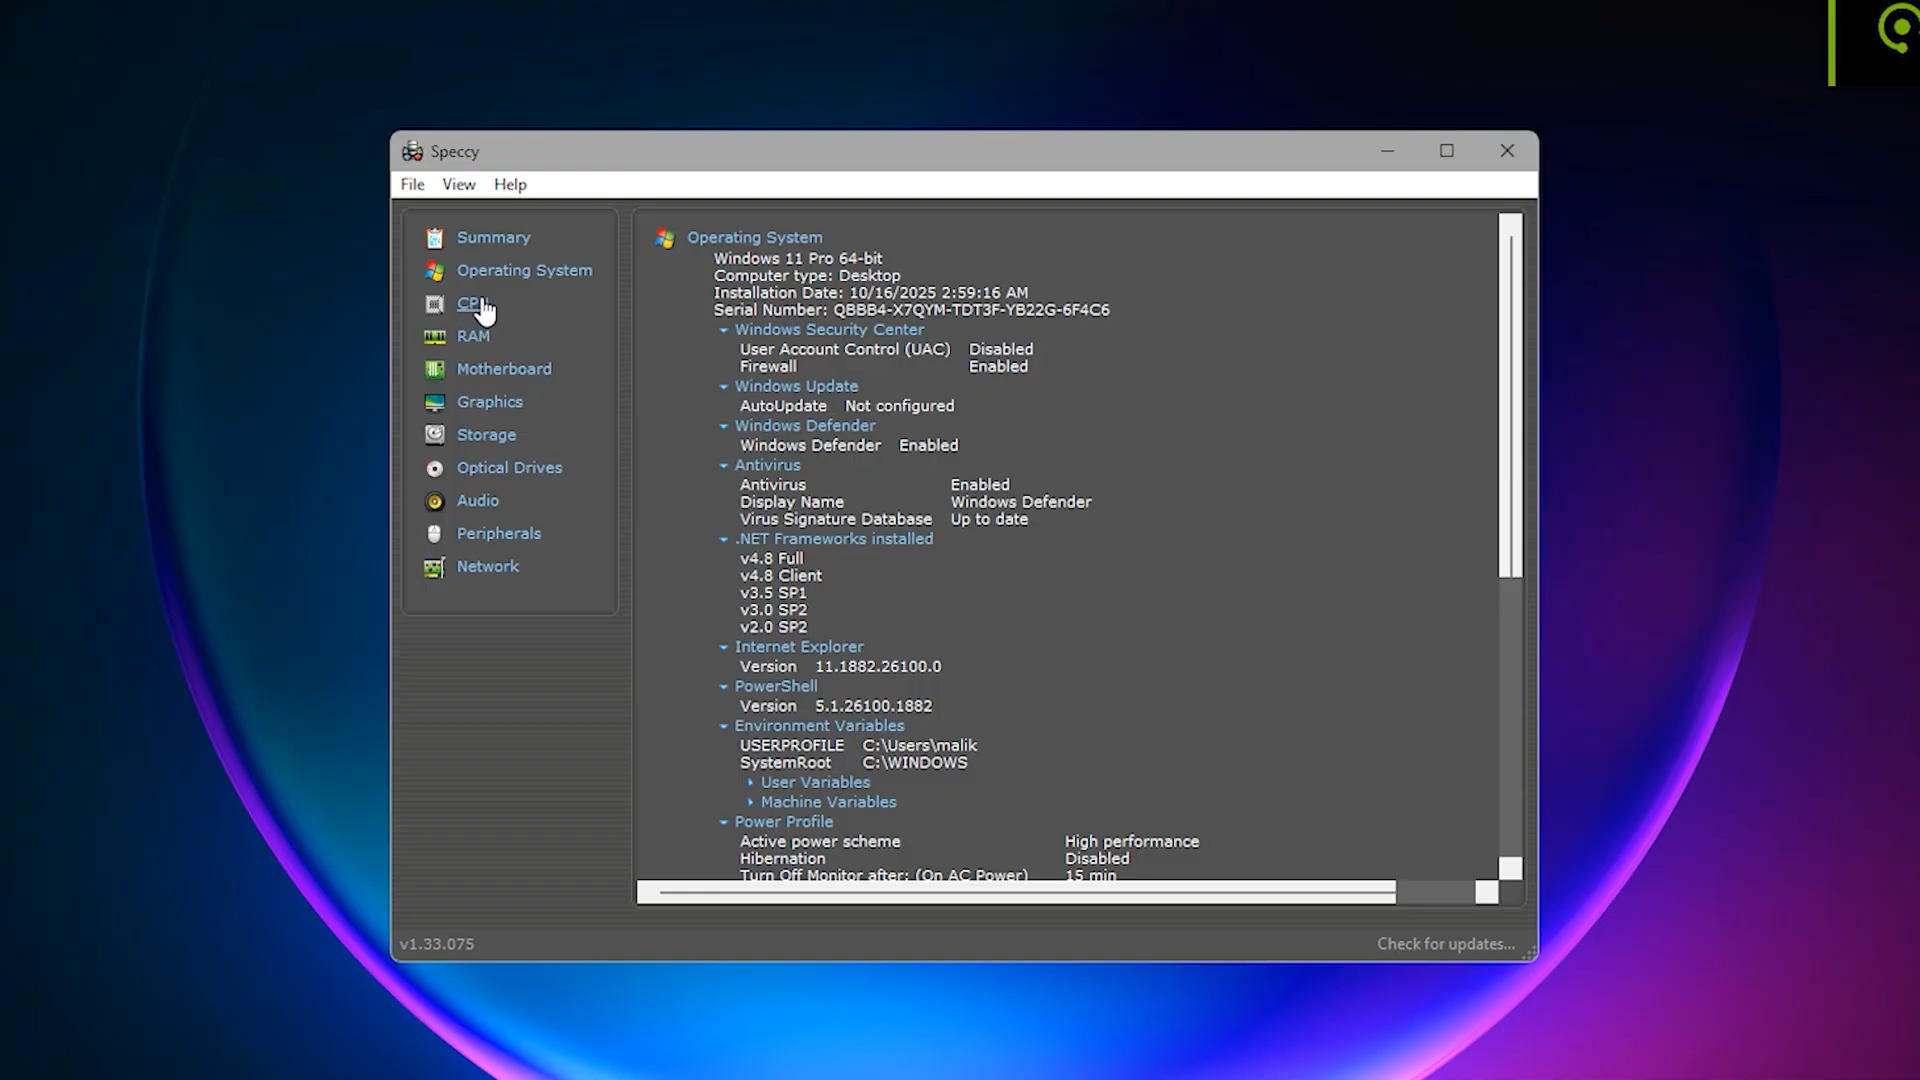 Speccy
File View Help
Summary
Operating System
CPU
RAM
Motherboard
Graphics
Storage
Optical Drives
Audio
Peripherals
Network
Operating System
Windows 11 Pro 64-bit
Computer type: Desktop
Installation Date: 10/16/2025 2:59:16 AM
Serial Number: QBBB4-X7QYM-TDT3F-YB22G-6F4C6
Windows Security Center
User Account Control (UAC) Disabled
Firewall Enabled
Windows Update
AutoUpdate Not configured
Windows Defender
Windows Defender Enabled
Antivirus
Antivirus Enabled
Display Name Windows Defender
Virus Signature Database Up to date
.NET Frameworks installed
v4.8 Full
v4.8 Client
v3.5 SP1
v3.0 SP2
v2.0 SP2
Internet Explorer
Version 11.1882.26100.0
PowerShell
Version 5.1.26100.1882
Environment Variables
USERPROFILE C:\Users\malik
SystemRoot C:\WINDOWS
User Variables
Machine Variables
Power Profile
Active power scheme High performance
Hibernation Disabled
Turn Off Monitor after: (On AC Power) 15 min
v1.33.075
Check for updates...